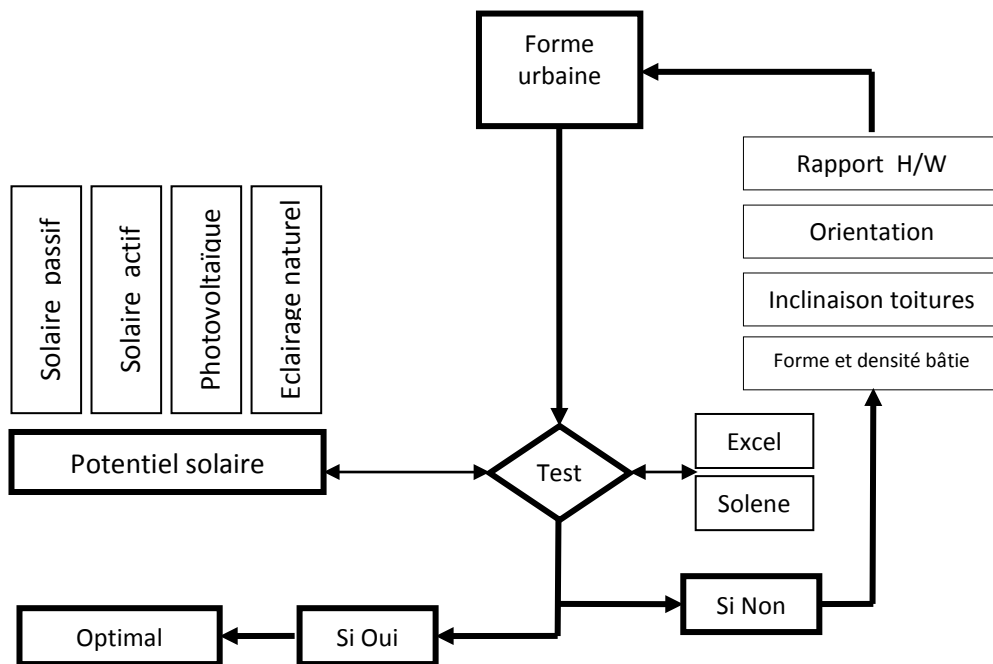 Forme
urbaine
Rapport H/W
Orientation
Inclinaison toitures
Forme et densité bâtie
Solaire passif
Solaire actif
Photovoltaïque
Eclairage naturel
Potentiel solaire
Test
Excel
Solene
Optimal
Si Oui
Si Non